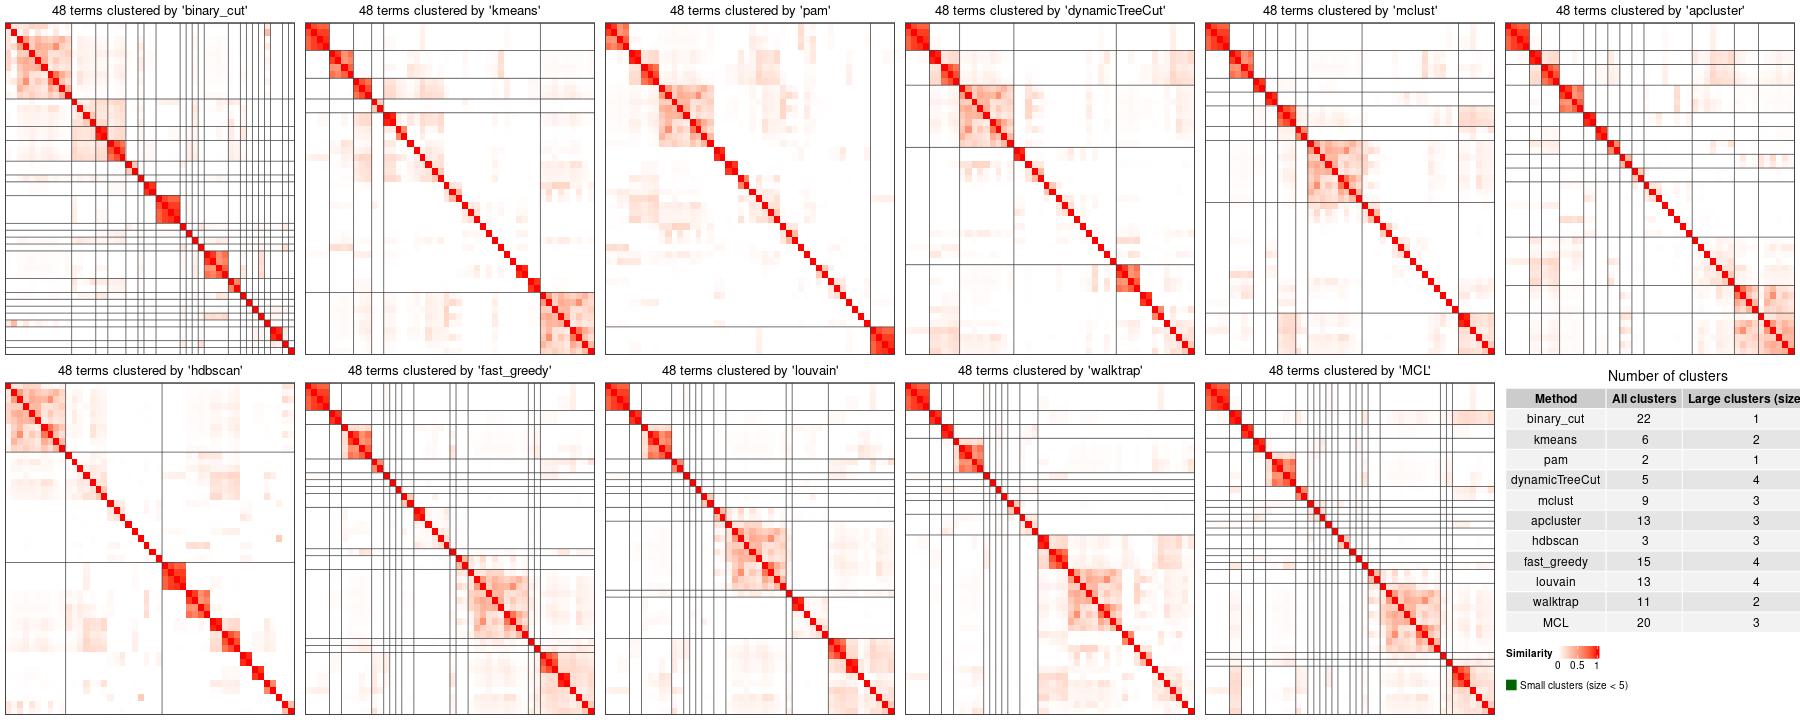 48 terms clustered by 'binary_cut'
48 terms clustered by 'kmeans'
48 terms clustered by 'pam'
48 terms clustered by 'dynamicTreeCut'
48 terms clustered by 'mclust'
48 terms clustered by 'apcluster'
48 terms clustered by 'hdbscan'
48 terms clustered by 'fast_greedy'
48 terms clustered by 'louvain'
48 terms clustered by 'walktrap'
48 terms clustered by 'MCL'
Number of clusters
Method All clusters Large clusters (size
binary_cut 22 1
kmeans 6 2
pam 2 1
dynamicTreeCut 5 4
mclust 9 3
apcluster 13 3
hdbscan 3 3
fast_greedy 15 4
louvain 13 4
walktrap 11 2
MCL 20 3
Similarity
0 0.5 1
Small clusters (size < 5)